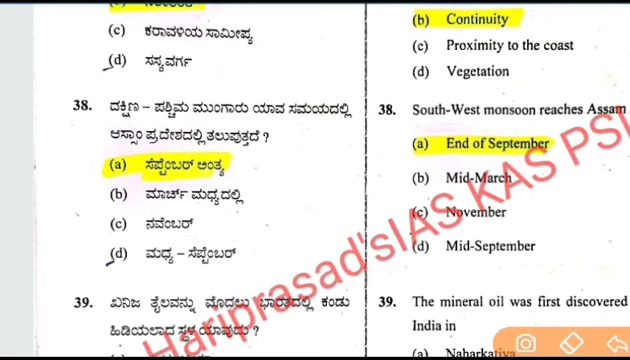 (c) ಕರಾವಳಿಯ ಸಾಮೀಪ್ಯ
(d) ಸಸ್ಯವರ್ಗ
38. ದಕ್ಷಿಣ – ಪಶ್ಚಿಮ ಮುಂಗಾರು ಯಾವ ಸಮಯದಲ್ಲಿ
ಆಸ್ಸಾಂ ಪ್ರದೇಶದಲ್ಲಿ ತಲುಪುತ್ತದೆ ?
(a) ಸೆಪ್ಟೆಂಬರ್ ಅಂತ್ಯ
(b) ಮಾರ್ಚ್ ಮಧ್ಯದಲ್ಲಿ
(c) ನವೆಂಬರ್
(d) ಮಧ್ಯ – ಸೆಪ್ಟೆಂಬರ್
39. ಖನಿಜ ತೈಲವನ್ನು ಮೊದಲು ಭಾರತದಲ್ಲಿ ಕಂಡು
ಹಿಡಿಯಲಾದ ಸ್ಥಳ ಯಾವುದು ?
(b) Continuity
(c) Proximity to the coast
(d) Vegetation
38. South-West monsoon reaches Assam
(a) End of September
(b) Mid-March
(c) November
(d) Mid-September
39. The mineral oil was first discovered
India in
(a) Naharkatiya
Hariprasad'sIAS KAS PSI